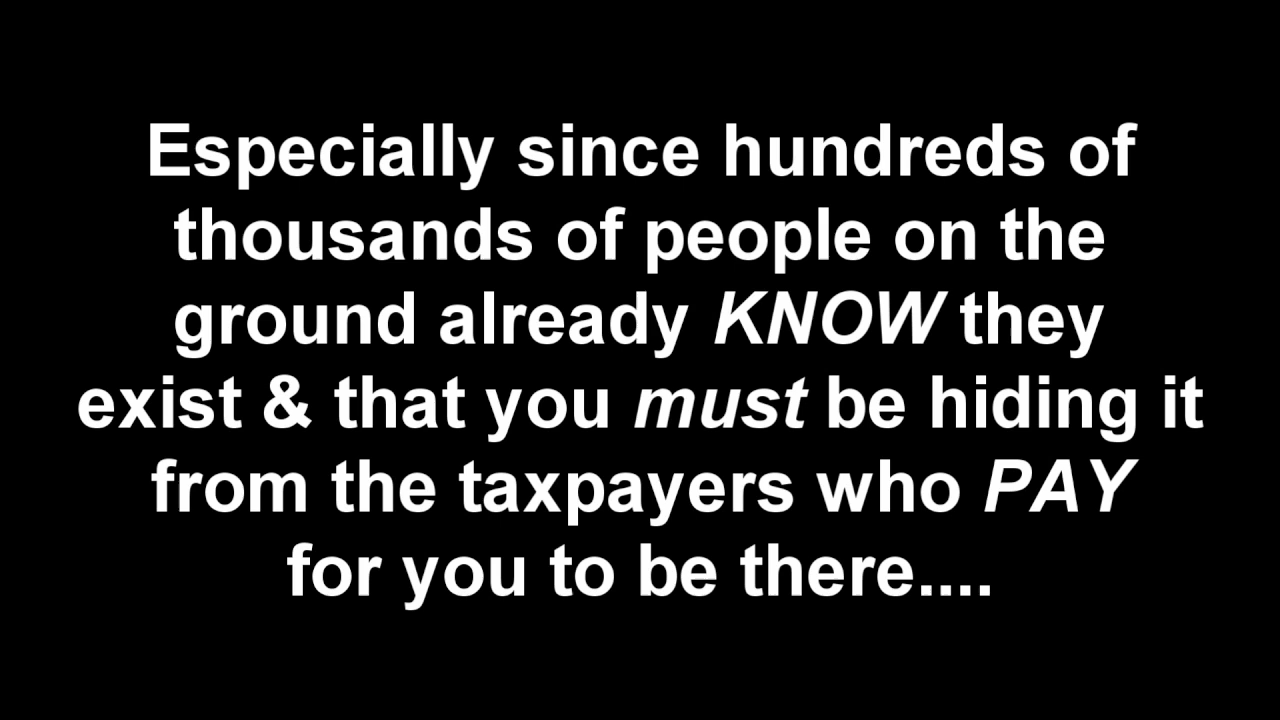 Especially since hundreds of
thousands of people on the
ground already KNOW they
exist & that you must be hiding it
from the taxpayers who PAY
for you to be there....